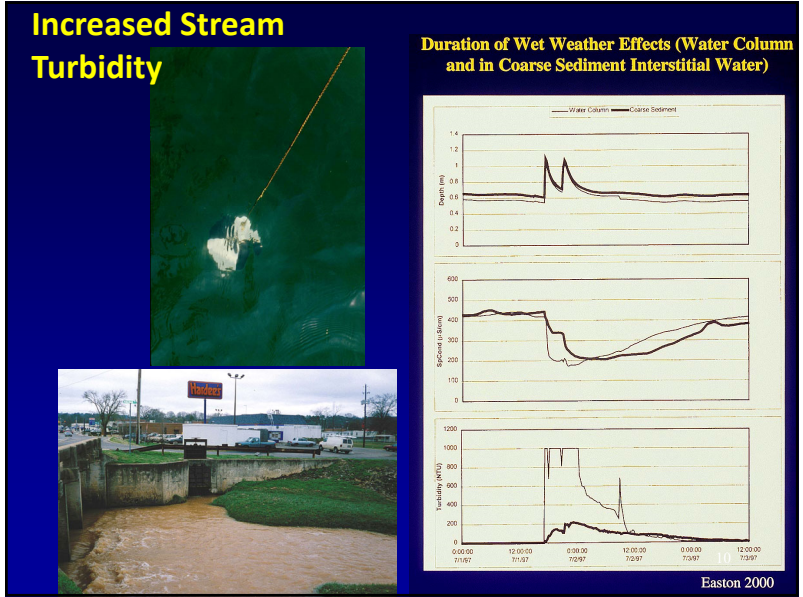 Increased Stream
Turbidity
Duration of Wet Weather Effects (Water Column
and in Coarse Sediment Interstitial Water)
Water Column Coarse Sediment
Depth (m)
1.4
1.2
1
0.8
0.6
0.4
0.2
0
SpCond (µS/cm)
600
500
400
300
200
100
0
Turbidity (NTU)
1200
1000
800
600
400
200
0
0:00:00 12:00:00 0:00:00 12:00:00 0:00:00 12:00:00
7/1/97 7/1/97 7/2/97 7/2/97 7/3/97 7/3/97
10
Easton 2000
Hardees